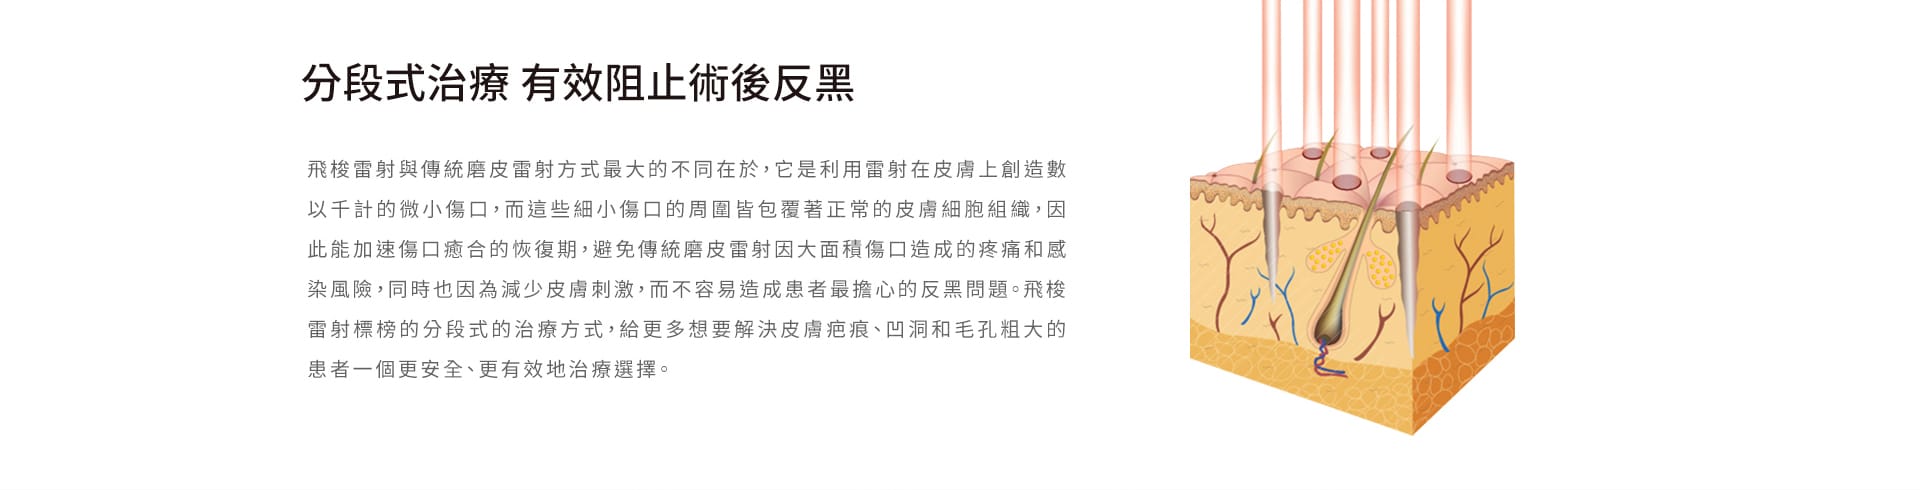 分段式治療 有效阻止術後反黑
飛梭雷射與傳統磨皮雷射方式最大的不同在於，它是利用雷射在皮膚上創造數
以千計的微小傷口，而這些細小傷口的周圍皆包覆著正常的皮膚細胞組織，因
此能加速傷口癒合的恢復期，避免傳統磨皮雷射因大面積傷口造成的疼痛和感
染風險，同時也因為減少皮膚刺激，而不容易造成患者最擔心的反黑問題。飛梭
雷射標榜的分段式的治療方式，給更多想要解決皮膚疤痕、凹洞和毛孔粗大的
患者一個更安全、更有效地治療選擇。